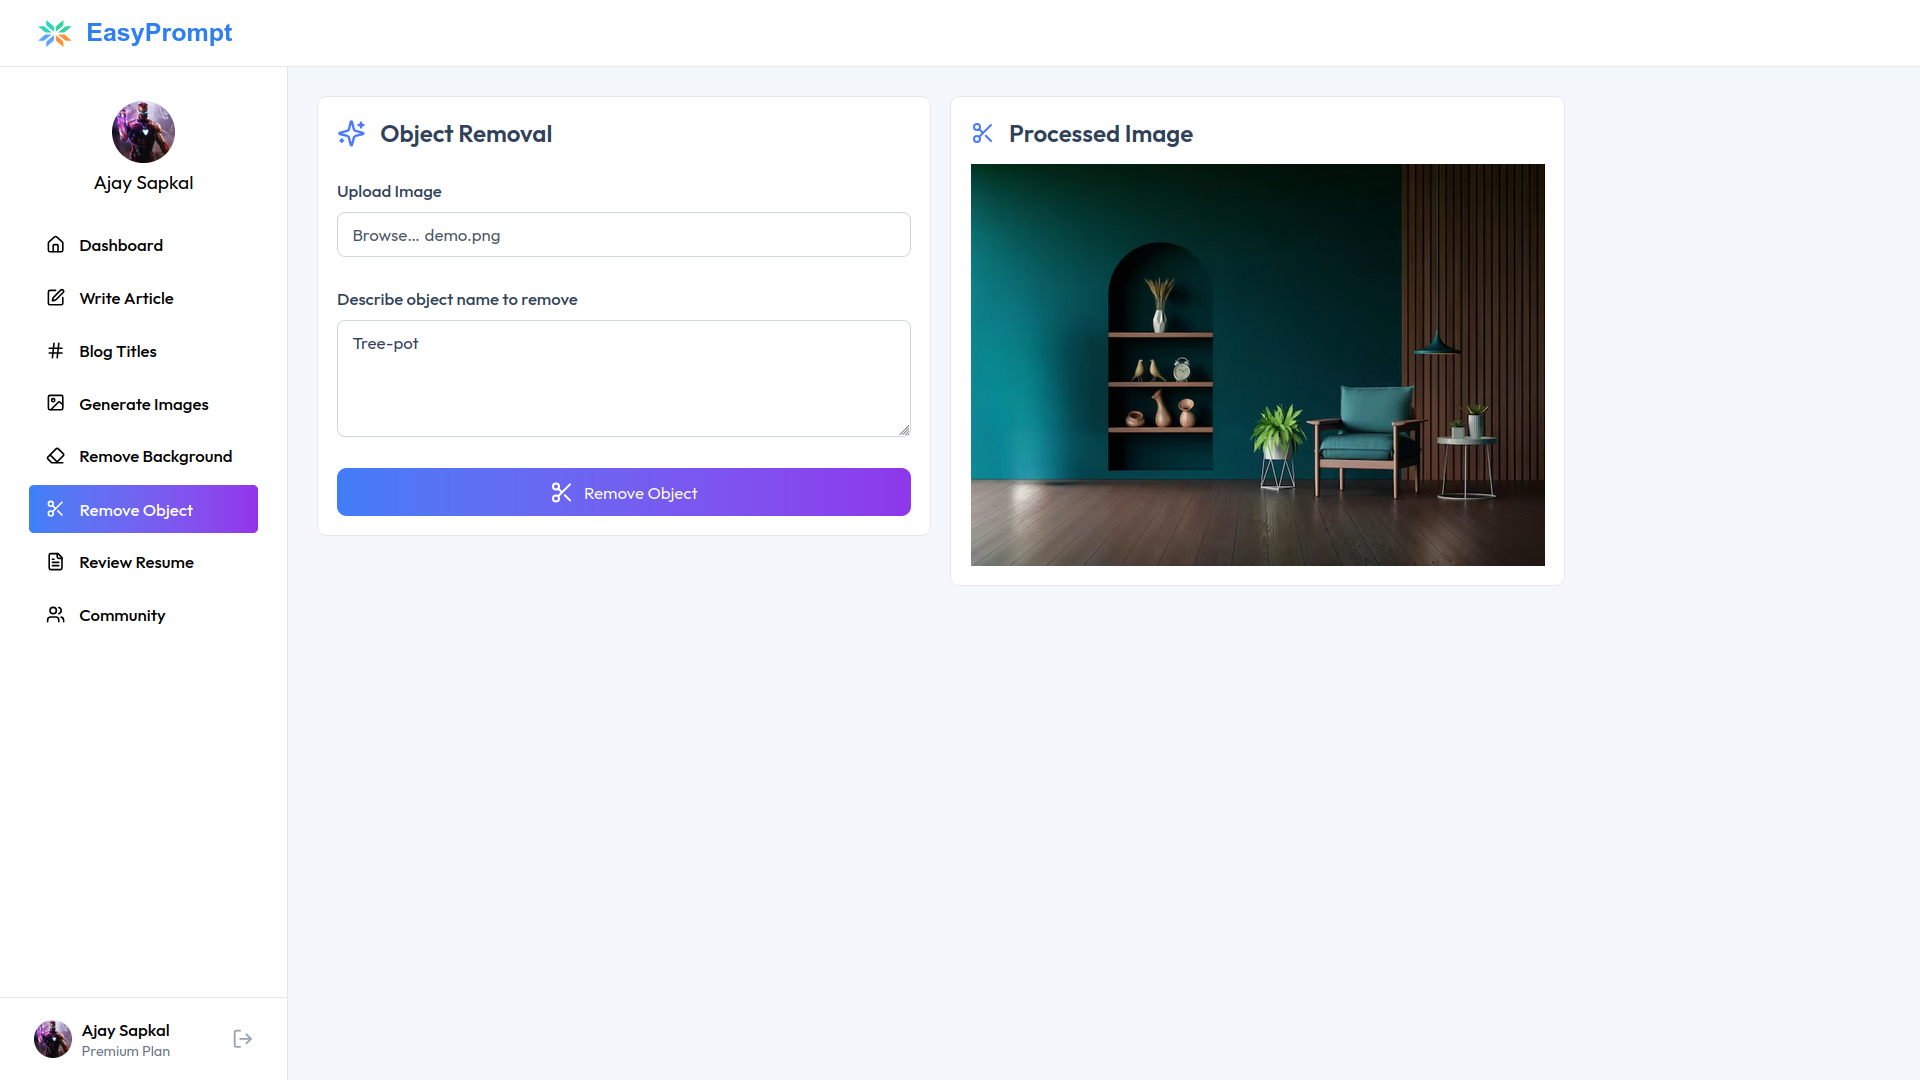 EasyPrompt
Ajay Sapkal
Dashboard
Write Article
Blog Titles
Generate Images
Remove Background
Remove Object
Review Resume
Community
Ajay Sapkal
Premium Plan
Object Removal
Upload Image
Browse... demo.png
Describe object name to remove
Tree-pot
Remove Object
Processed Image